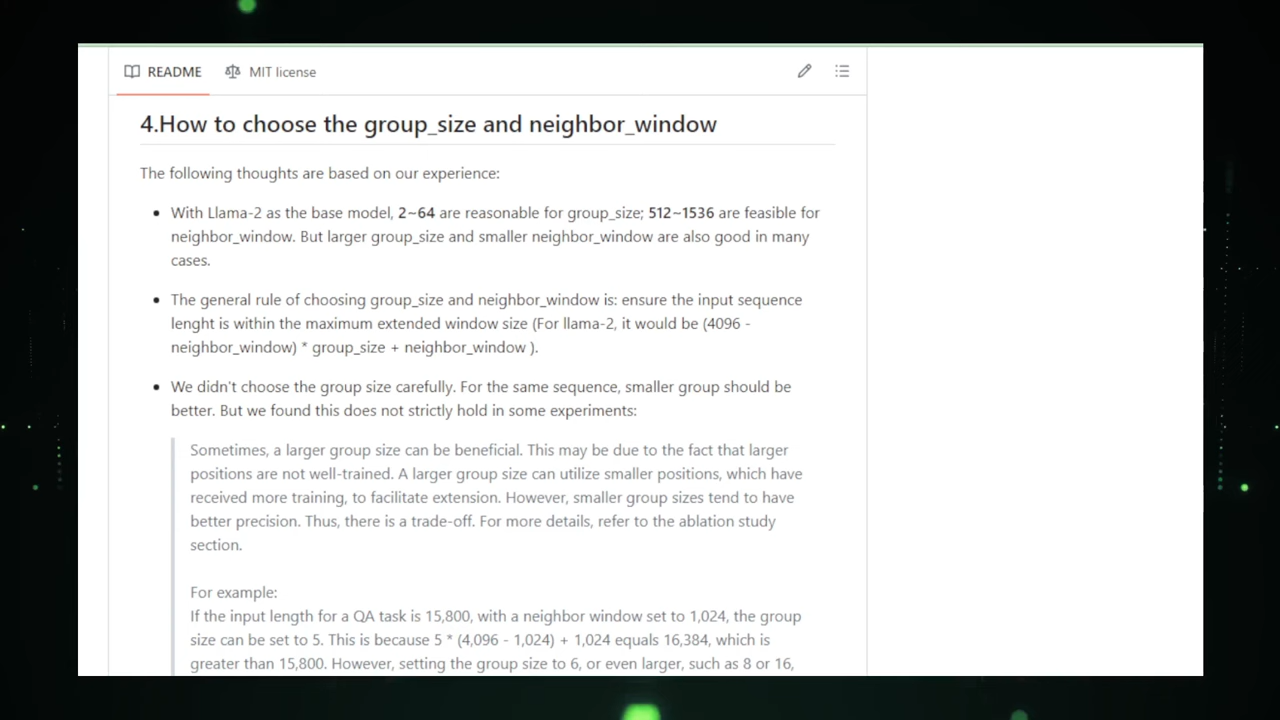 README
MIT license
4.How to choose the group_size and neighbor_window
The following thoughts are based on our experience:
• With Llama-2 as the base model, 2~64 are reasonable for group_size; 512~1536 are feasible for
neighbor_window. But larger group_size and smaller neighbor_window are also good in many
cases.
• The general rule of choosing group_size and neighbor_window is: ensure the input sequence
lenght is within the maximum extended window size (For llama-2, it would be (4096 -
neighbor_window) * group_size + neighbor_window ).
• We didn't choose the group size carefully. For the same sequence, smaller group should be
better. But we found this does not strictly hold in some experiments:
Sometimes, a larger group size can be beneficial. This may be due to the fact that larger
positions are not well-trained. A larger group size can utilize smaller positions, which have
received more training, to facilitate extension. However, smaller group sizes tend to have
better precision. Thus, there is a trade-off. For more details, refer to the ablation study
section.
For example:
If the input length for a QA task is 15,800, with a neighbor window set to 1,024, the group
size can be set to 5. This is because 5 * (4,096 - 1,024) + 1,024 equals 16,384, which is
greater than 15,800. However, setting the group size to 6, or even larger, such as 8 or 16,